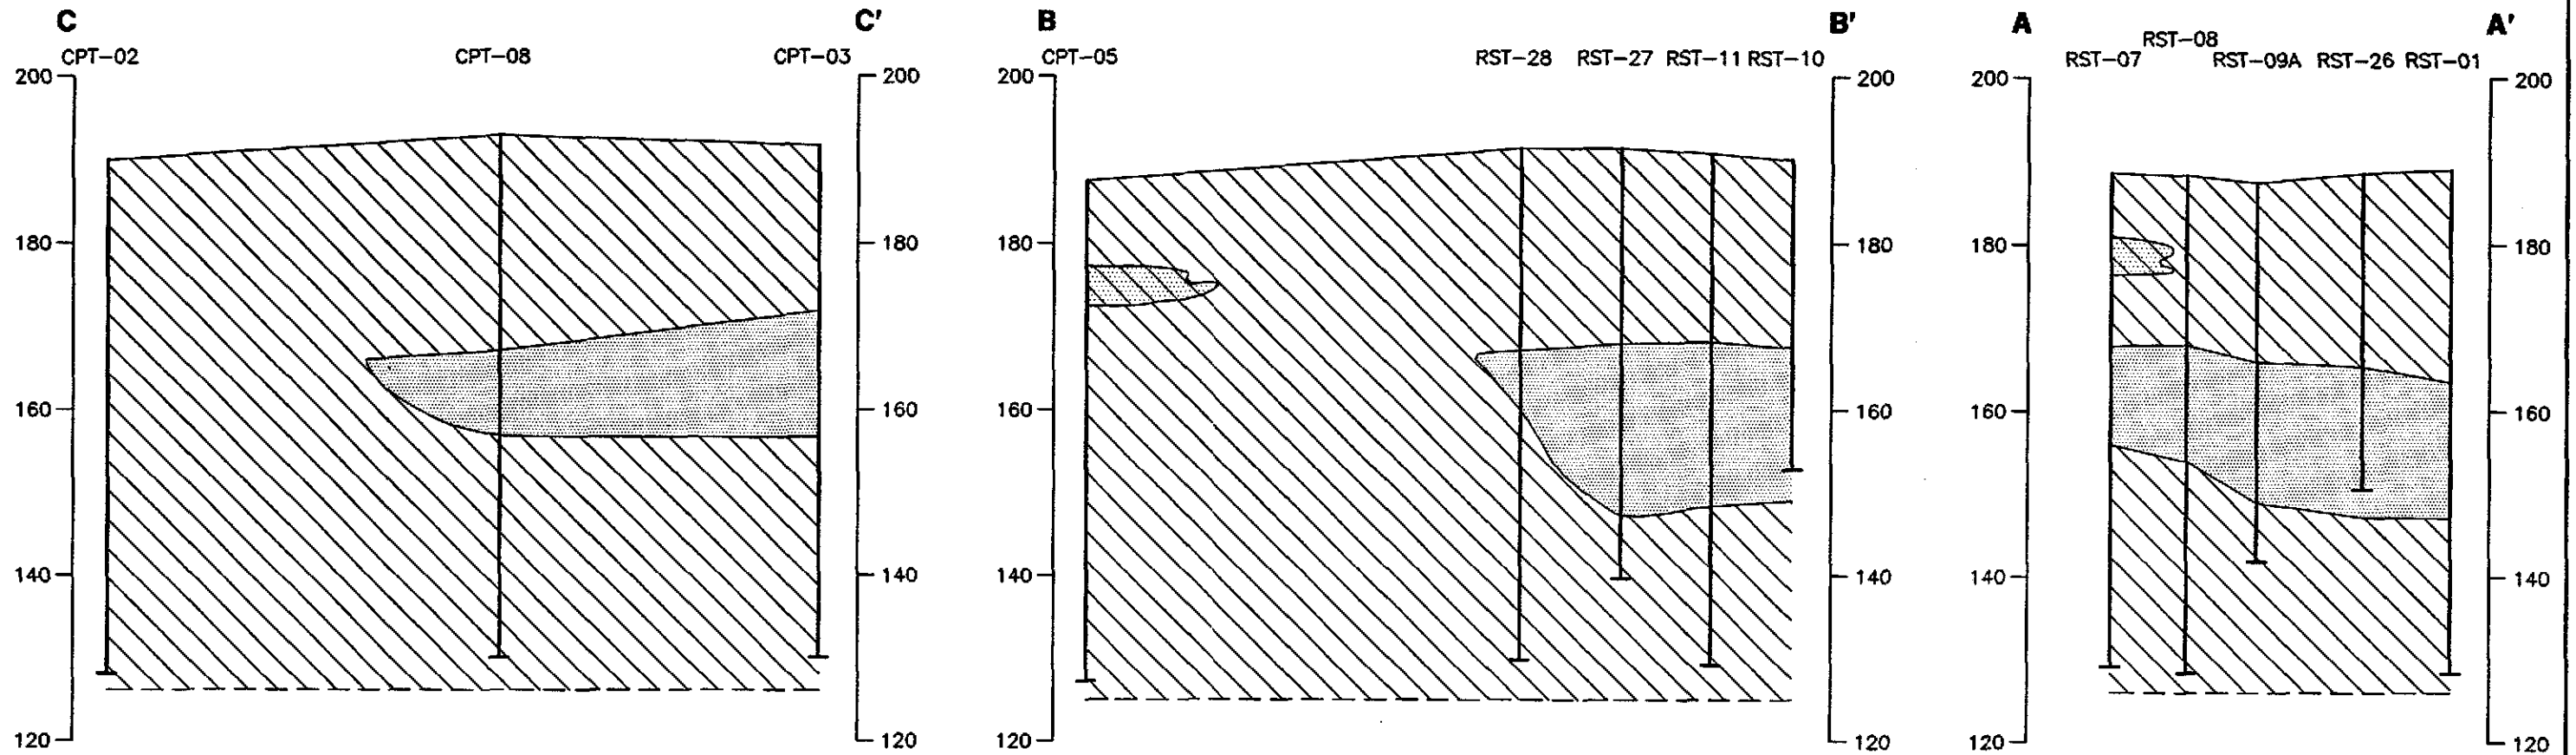 C C' B B' A A'
CPT-02 CPT-08 CPT-03 CPT-05 RST-28 RST-27 RST-11 RST-10 RST-07 RST-08 RST-09A RST-26 RST-01
200 200 200 200 200 200
180 180 180 180 180 180
160 160 160 160 160 160
140 140 140 140 140 140
120 120 120 120 120 120